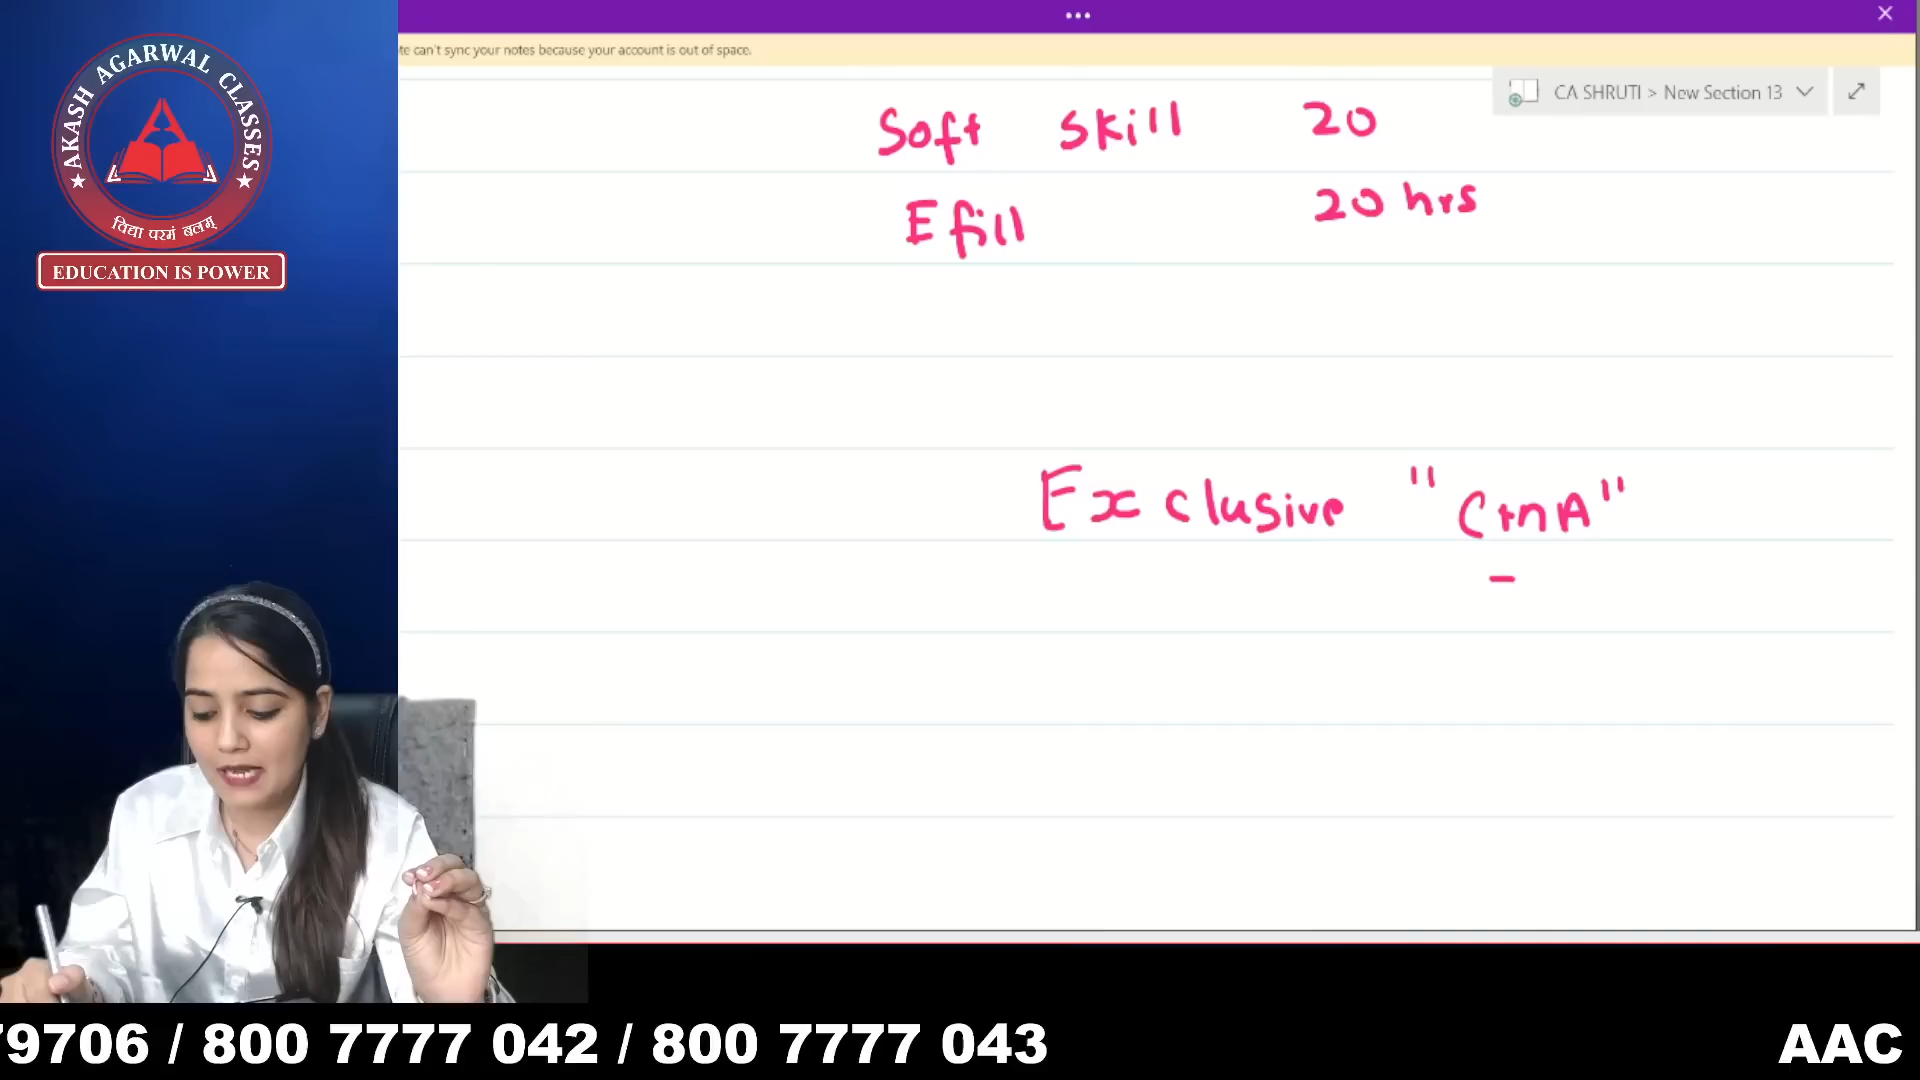 AKASH AGARWAL CLASSES
विद्या परमं बलम्
EDUCATION IS POWER
te can't sync your notes because your account is out of space.
CA SHRUTI > New Section 13
Soft Skill 20
E fill 20 hrs
Exclusive "CMA"
79706 / 800 7777 042 / 800 7777 043
AAC